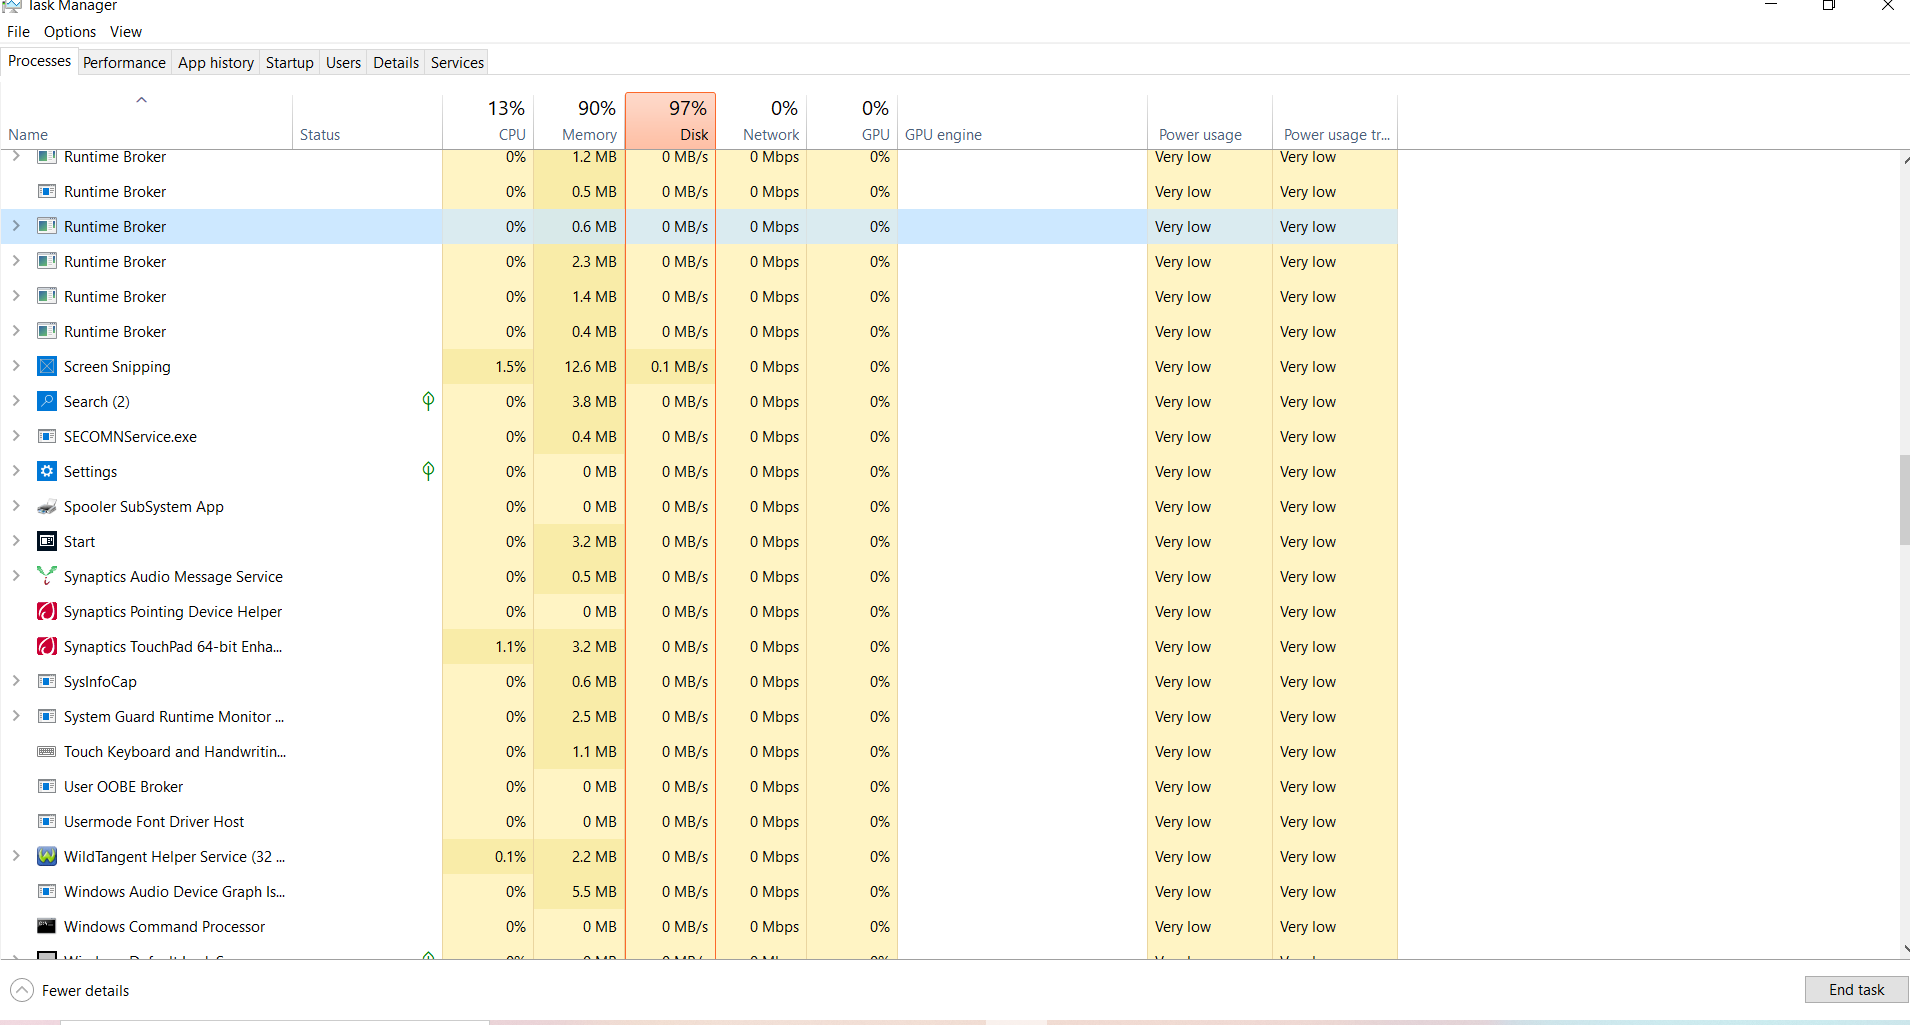 Task Manager
File Options View
Processes Performance App history Startup Users Details Services
13% 90% 97% 0% 0%
Name Status CPU Memory Disk Network GPU GPU engine Power usage Power usage tr...
Runtime Broker 0% 1.2 MB 0 MB/s 0 Mbps 0% Very low Very low
Runtime Broker 0% 0.5 MB 0 MB/s 0 Mbps 0% Very low Very low
Runtime Broker 0% 0.6 MB 0 MB/s 0 Mbps 0% Very low Very low
Runtime Broker 0% 2.3 MB 0 MB/s 0 Mbps 0% Very low Very low
Runtime Broker 0% 1.4 MB 0 MB/s 0 Mbps 0% Very low Very low
Runtime Broker 0% 0.4 MB 0 MB/s 0 Mbps 0% Very low Very low
Screen Snipping 1.5% 12.6 MB 0.1 MB/s 0 Mbps 0% Very low Very low
Search (2) 0% 3.8 MB 0 MB/s 0 Mbps 0% Very low Very low
SECOMNService.exe 0% 0.4 MB 0 MB/s 0 Mbps 0% Very low Very low
Settings 0% 0 MB 0 MB/s 0 Mbps 0% Very low Very low
Spooler SubSystem App 0% 0 MB 0 MB/s 0 Mbps 0% Very low Very low
Start 0% 3.2 MB 0 MB/s 0 Mbps 0% Very low Very low
Synaptics Audio Message Service 0% 0.5 MB 0 MB/s 0 Mbps 0% Very low Very low
Synaptics Pointing Device Helper 0% 0 MB 0 MB/s 0 Mbps 0% Very low Very low
Synaptics TouchPad 64-bit Enha... 1.1% 3.2 MB 0 MB/s 0 Mbps 0% Very low Very low
SysInfoCap 0% 0.6 MB 0 MB/s 0 Mbps 0% Very low Very low
System Guard Runtime Monitor ... 0% 2.5 MB 0 MB/s 0 Mbps 0% Very low Very low
Touch Keyboard and Handwritin... 0% 1.1 MB 0 MB/s 0 Mbps 0% Very low Very low
User OOBE Broker 0% 0 MB 0 MB/s 0 Mbps 0% Very low Very low
Usermode Font Driver Host 0% 0 MB 0 MB/s 0 Mbps 0% Very low Very low
WildTangent Helper Service (32 ... 0.1% 2.2 MB 0 MB/s 0 Mbps 0% Very low Very low
Windows Audio Device Graph Is... 0% 5.5 MB 0 MB/s 0 Mbps 0% Very low Very low
Windows Command Processor 0% 0 MB 0 MB/s 0 Mbps 0% Very low Very low
Fewer details End task